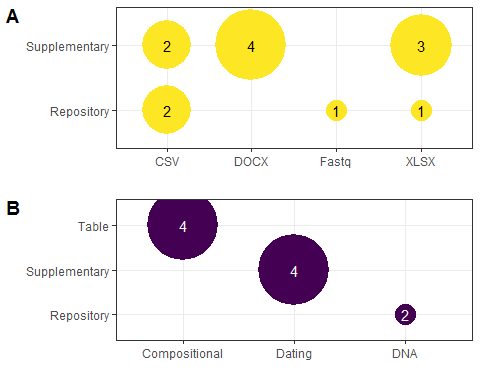 A
Supplementary 2 4 3
Repository 2 1 1
CSV DOCX Fastq XLSX
B
Table 4
Supplementary 4
Repository 2
Compositional Dating DNA